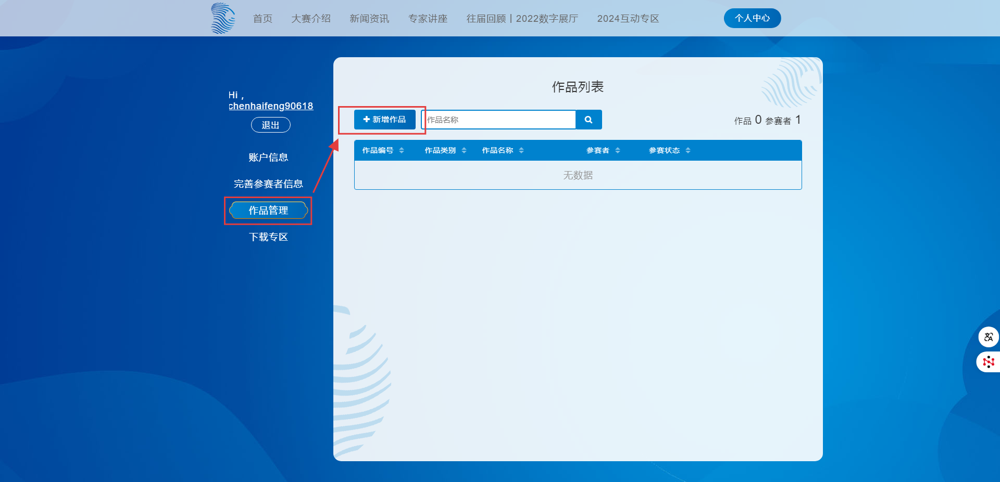 首页 大赛介绍 新闻资讯 专家讲座 往届回顾 | 2022数字展厅 2024互动专区 个人中心
Hi ,
chenhaifeng90618
退出
账户信息
完善参赛者信息
作品管理
下载专区
作品列表
新增作品 作品名称 作品 0 参赛者 1
作品编号 作品类别 作品名称 参赛者 参赛状态
无数据